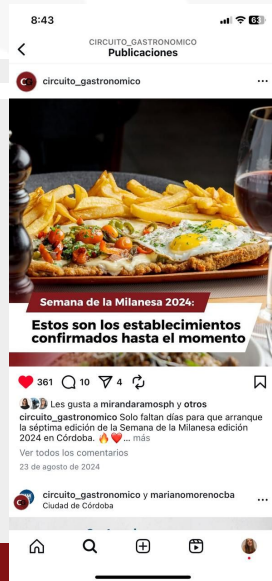 8:43
CIRCUITO_GASTRONOMICO
Publicaciones
CG
circuito_gastronomico
Semana de la Milanesa 2024:
Estos son los establecimientos
confirmados hasta el momento
361 10 4
Les gusta a mirandaramosph y otros
circuito_gastronomico Solo faltan días para que arranque
la séptima edición de la Semana de la Milanesa edición
2024 en Córdoba. 🔥❤️... más
Ver todos los comentarios
23 de agosto de 2024
circuito_gastronomico y marianomorenocba
Ciudad de Córdoba